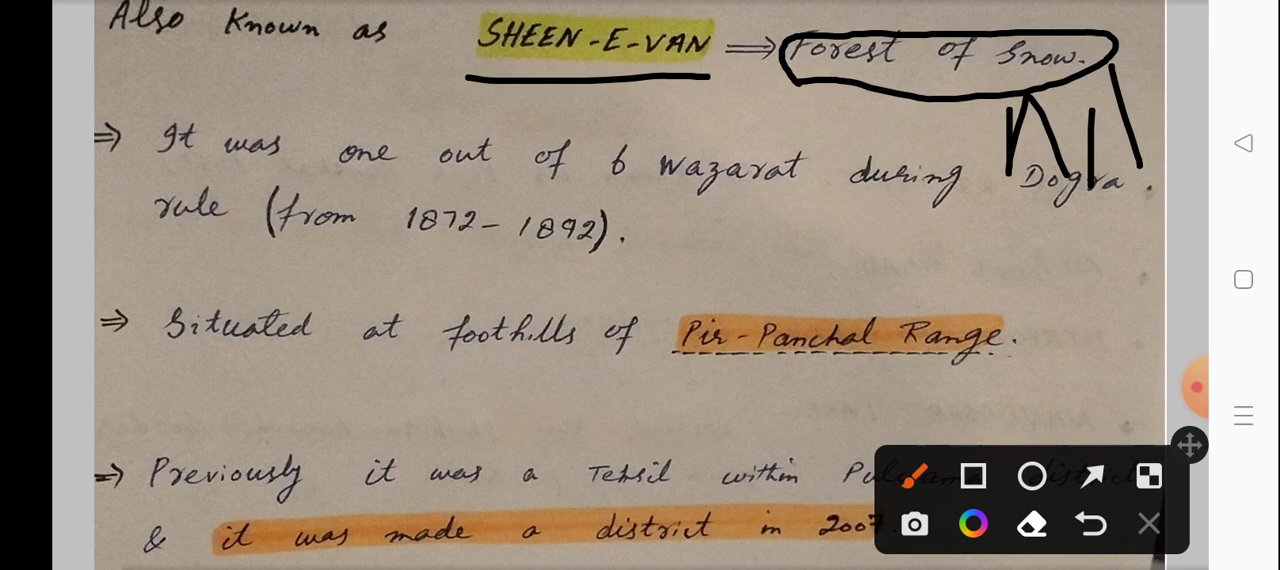 Also Known as SHEEN-E-VAN ⇒ Forest of Snow.
⇒ It was one out of 6 Wazarat during Dogra.
rule (from 1872-1892).
⇒ Situated at foothills of Pir-Panchal Range.
⇒ Previously it was a Tehsil within Pulwama district
& it was made a district in 2007.